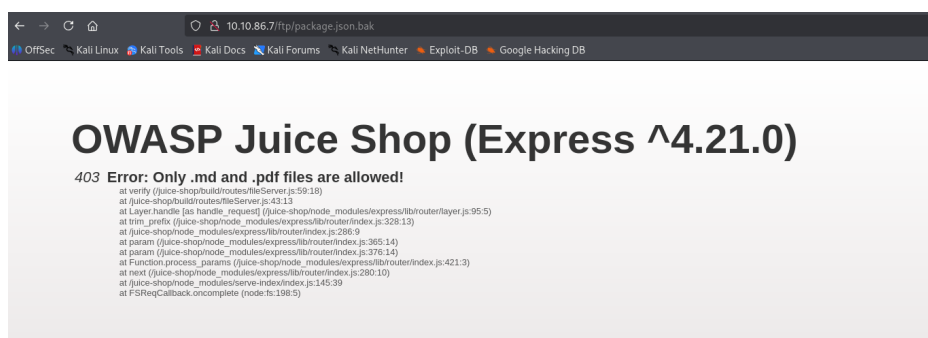 10.10.86.7/ftp/package.json.bak
OffSec Kali Linux Kali Tools Kali Docs Kali Forums Kali NetHunter Exploit-DB Google Hacking DB
OWASP Juice Shop (Express ^4.21.0)
403 Error: Only .md and .pdf files are allowed!
at verify (/juice-shop/build/routes/fileServer.js:59:18)
at /juice-shop/build/routes/fileServer.js:43:13
at Layer.handle [as handle_request] (/juice-shop/node_modules/express/lib/router/layer.js:95:5)
at trim_prefix (/juice-shop/node_modules/express/lib/router/index.js:328:13)
at /juice-shop/node_modules/express/lib/router/index.js:286:9
at param (/juice-shop/node_modules/express/lib/router/index.js:365:14)
at param (/juice-shop/node_modules/express/lib/router/index.js:376:14)
at Function.process_params (/juice-shop/node_modules/express/lib/router/index.js:421:3)
at next (/juice-shop/node_modules/express/lib/router/index.js:280:10)
at /juice-shop/node_modules/serve-index/index.js:145:39
at FSReqCallback.oncomplete (node:fs:198:5)